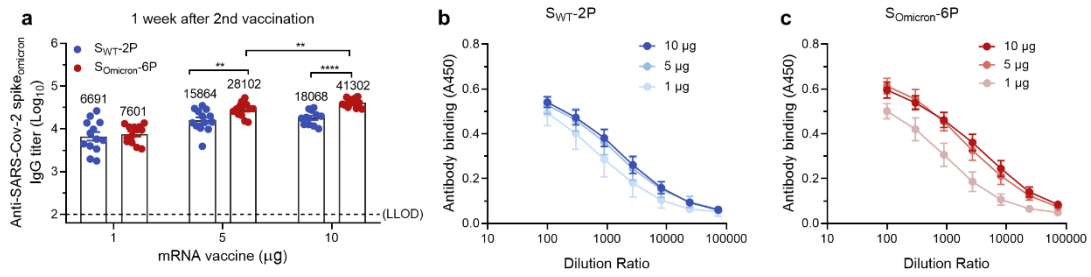 a
1 week after 2nd vaccination
Anti-SARS-Cov-2 spikeomicron
IgG titer (Log10)
6
5
4
3
2
S WT-2P
S Omicron-6P
6691
7601
15864
28102
18068
41302
**
**
****
(LLOD)
1
5
10
mRNA vaccine (µg)
b
SWT-2P
Antibody binding (A450)
0.8
0.6
0.4
0.2
0.0
10 µg
5 µg
1 µg
10
100
1000
10000
100000
Dilution Ratio
c
SOmicron-6P
Antibody binding (A450)
0.8
0.6
0.4
0.2
0.0
10 µg
5 µg
1 µg
10
100
1000
10000
100000
Dilution Ratio